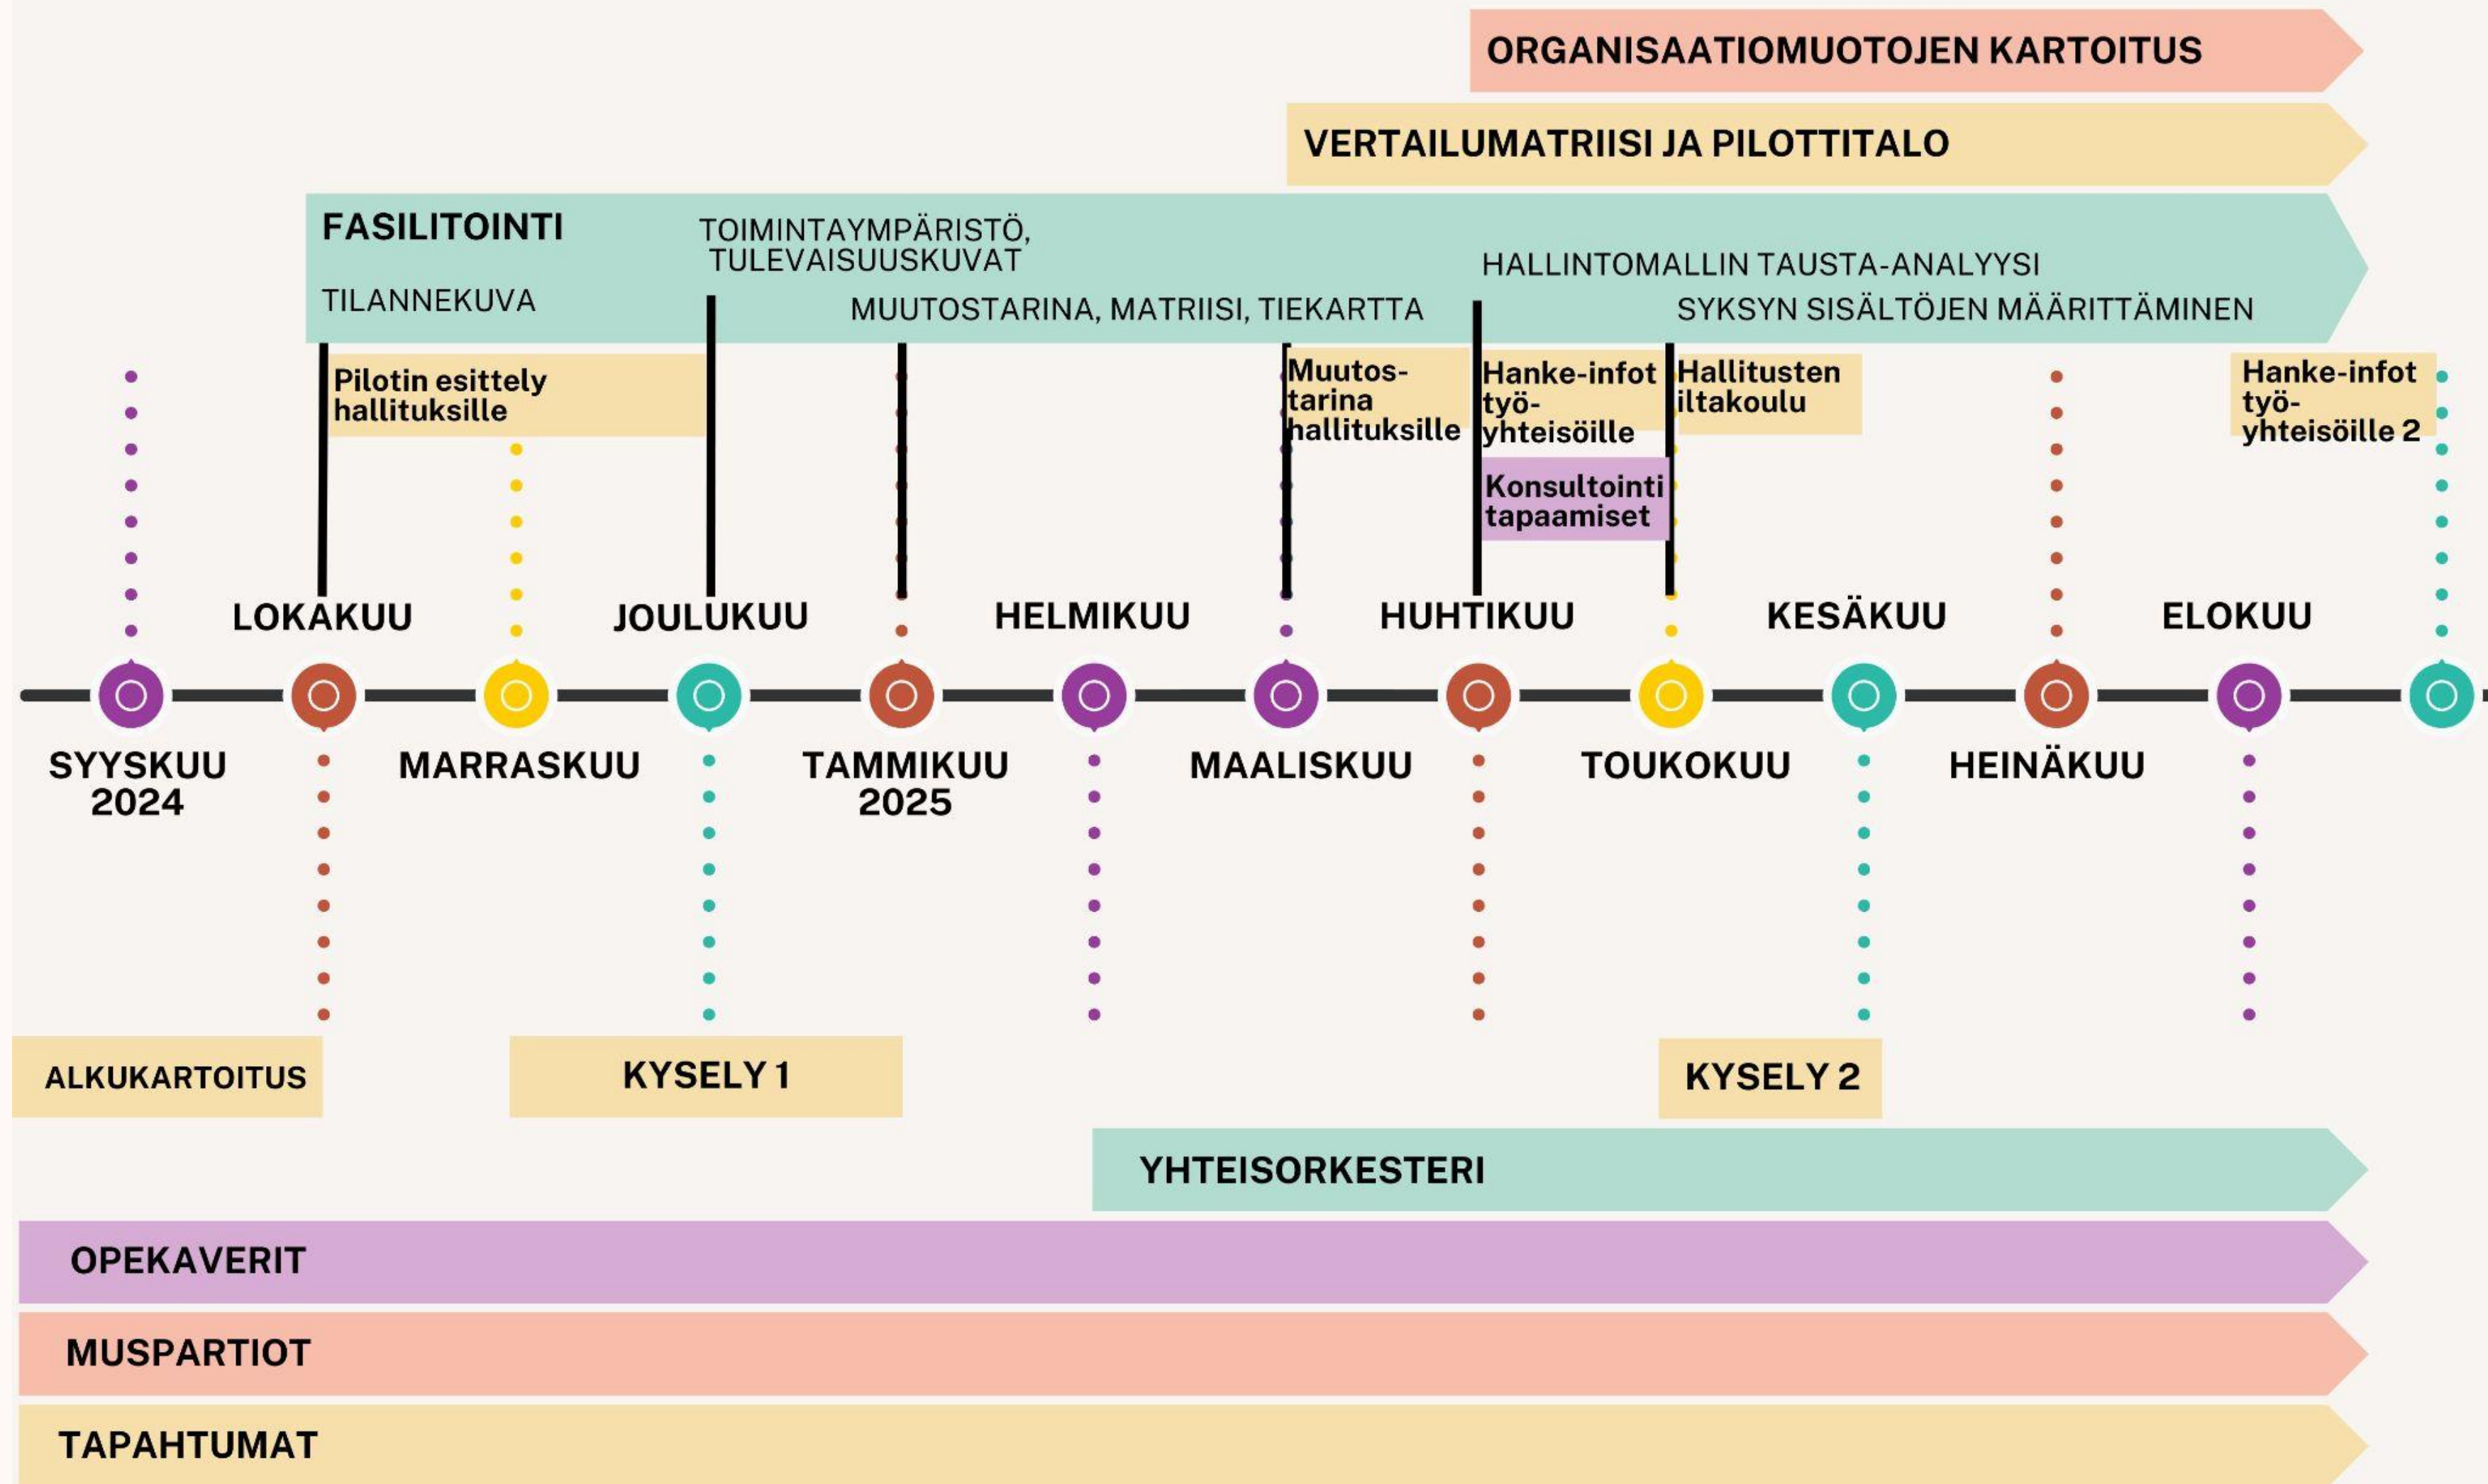 ORGANISAATIOMUOTOJEN KARTOITUS
VERTAILUMATRIISI JA PILOTTITALO
FASILITOINTI
TILANNEKUVA
TOIMINTAYMPÄRISTÖ,
TULEVAISUUSKUVAT
MUUTOSTARINA, MATRIISI, TIEKARTTA
HALLINTOMALLIN TAUSTA-ANALYYSI
SYKSYN SISÄLTÖJEN MÄÄRITTÄMINEN
Pilotin esittely
hallituksille
Muutos-
tarina
hallituksille
Hanke-infot
työ-
yhteisöille
Konsultointi
tapaamiset
Hallitusten
iltakoulu
Hanke-infot
työ-
yhteisöille 2
LOKAKUU
JOULUKUU
HELMIKUU
HUHTIKUU
KESÄKUU
ELOKUU
SYYSKUU
2024
MARRASKUU
TAMMIKUU
2025
MAALISKUU
TOUKOKUU
HEINÄKUU
ALKUKARTOITUS
KYSELY 1
KYSELY 2
YHTEISORKESTERI
OPEKAVERIT
MUSPARTIOT
TAPAHTUMAT